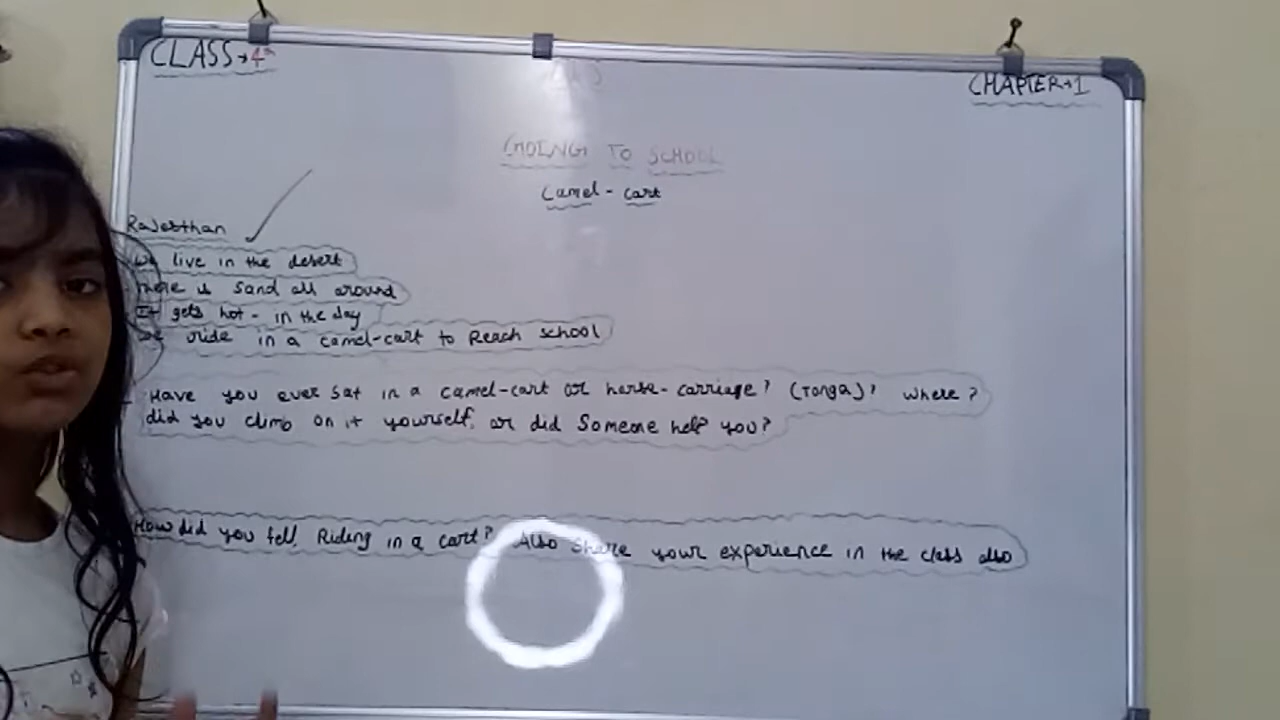 CLASS→4th
CHAPTER→1
GOING TO SCHOOL
Camel-cart
Rajesthan
We live in the desert
There is Sand all around
It gets hot - in the day
We ride in a camel-cart to Reach school
Have you ever sat in a camel-cart or horse-carriage? (Tonga)? Where?
did you climb on it yourself, or did Someone help you?
How did you fell Riding in a cart? Also Share your experience in the class also